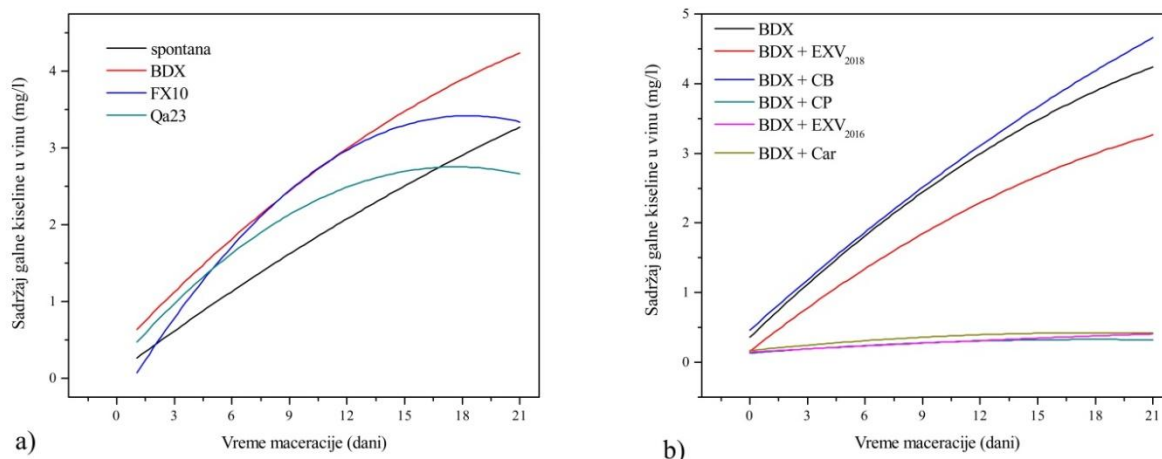 Sadržaj galne kiseline u vinu (mg/l)
4
3
2
1
0
spontana
BDX
FX10
Qa23
0 3 6 9 12 15 18 21
Vreme maceracije (dani)
a)
Sadržaj galne kiseline u vinu (mg/l)
5
4
3
2
1
0
BDX
BDX + EXV2018
BDX + CB
BDX + CP
BDX + EXV2016
BDX + Car
0 3 6 9 12 15 18 21
Vreme maceracije (dani)
b)